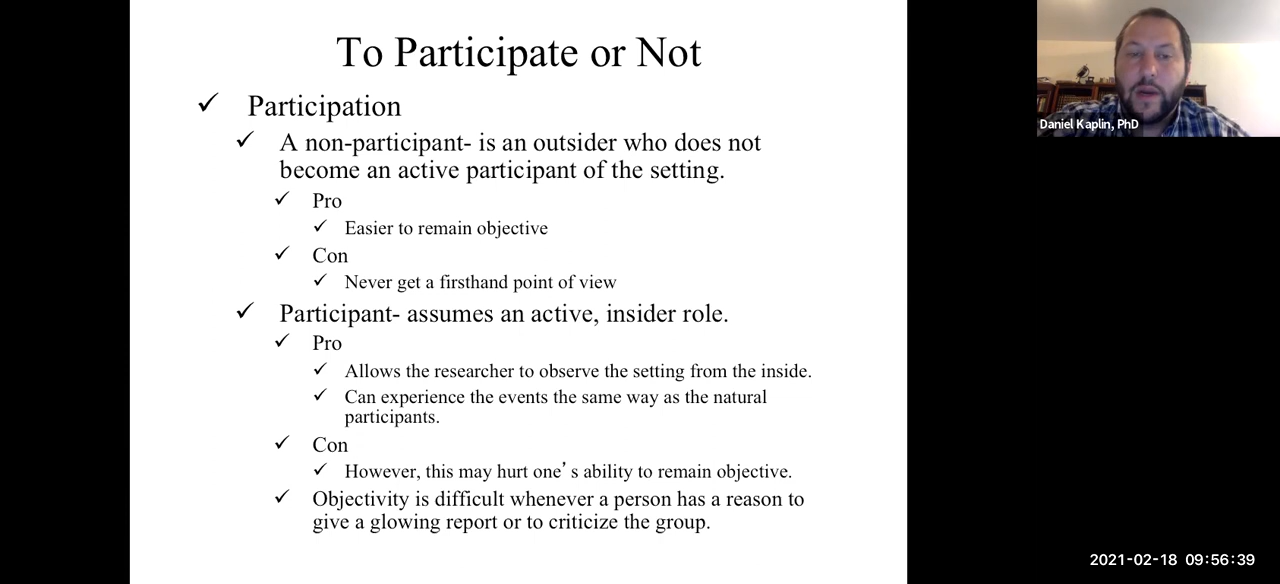 To Participate or Not
✓ Participation
✓ A non-participant- is an outsider who does not
become an active participant of the setting.
✓ Pro
✓ Easier to remain objective
✓ Con
✓ Never get a firsthand point of view
✓ Participant- assumes an active, insider role.
✓ Pro
✓ Allows the researcher to observe the setting from the inside.
✓ Can experience the events the same way as the natural
participants.
✓ Con
✓ However, this may hurt one’s ability to remain objective.
✓ Objectivity is difficult whenever a person has a reason to
give a glowing report or to criticize the group.
Daniel Kaplin, PhD
2021-02-18 09:56:39